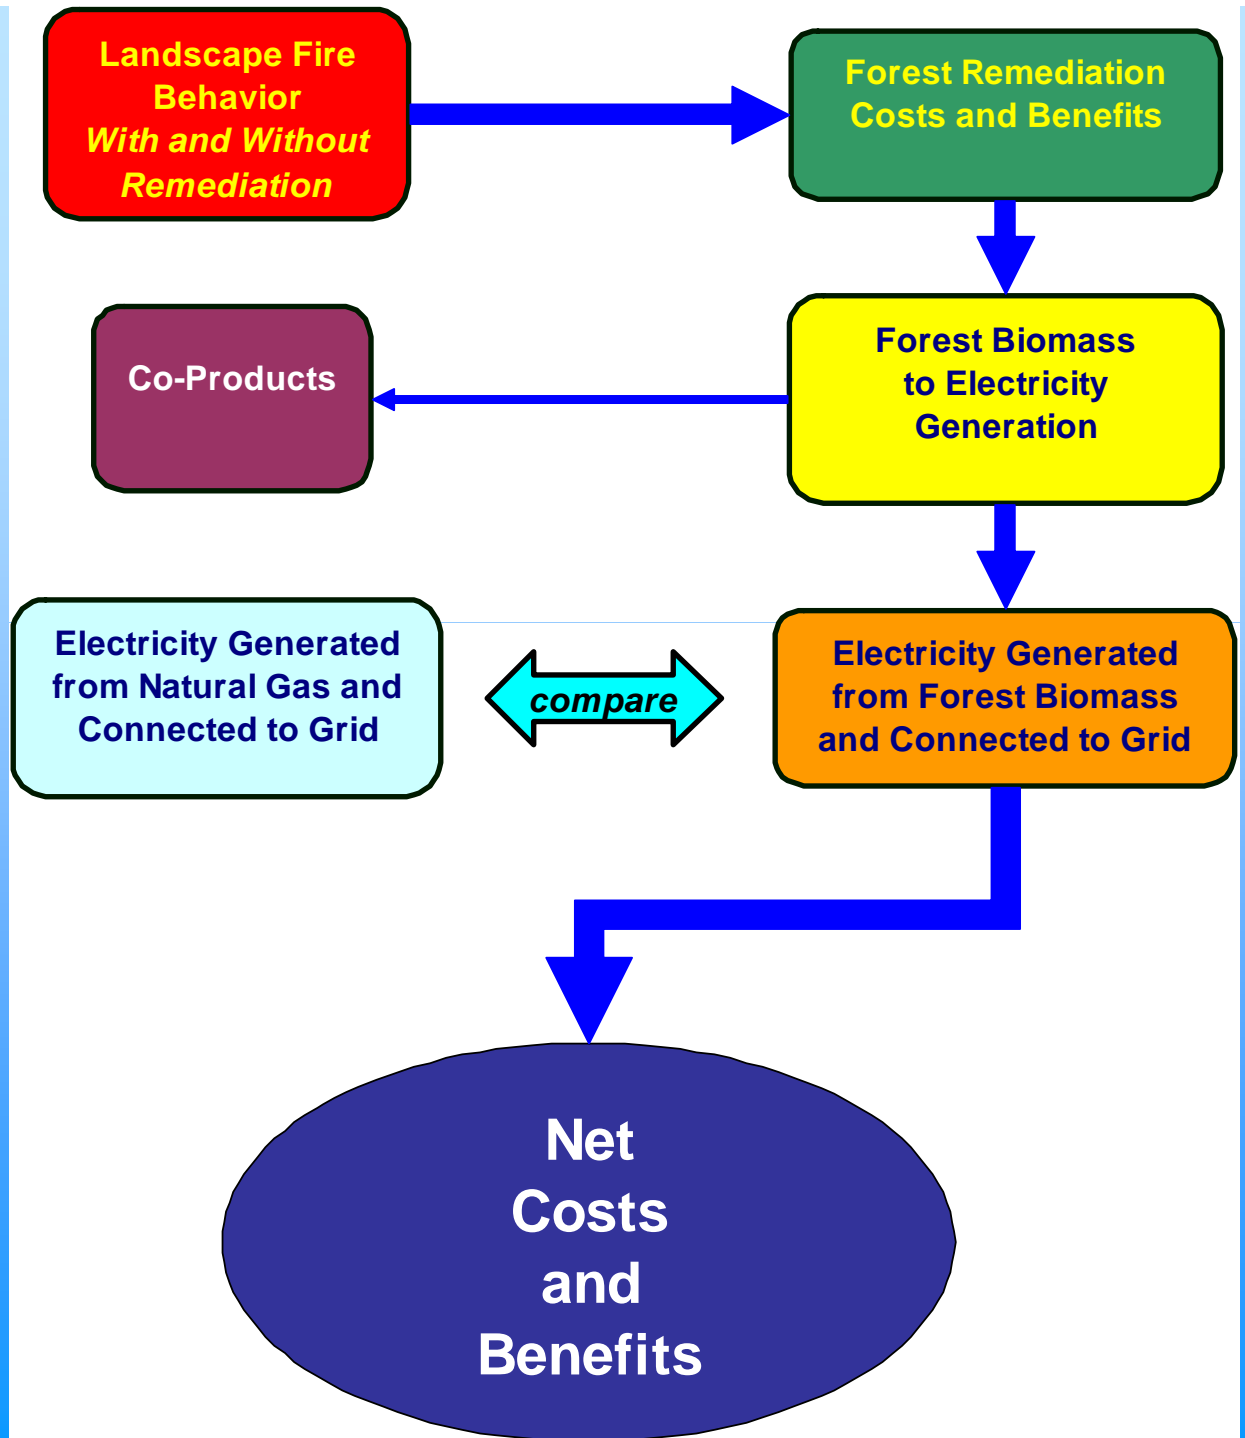 Landscape Fire
Behavior
With and Without
Remediation
Forest Remediation
Costs and Benefits
Co-Products
Forest Biomass
to Electricity
Generation
Electricity Generated
from Natural Gas and
Connected to Grid
compare
Electricity Generated
from Forest Biomass
and Connected to Grid
Net
Costs
and
Benefits